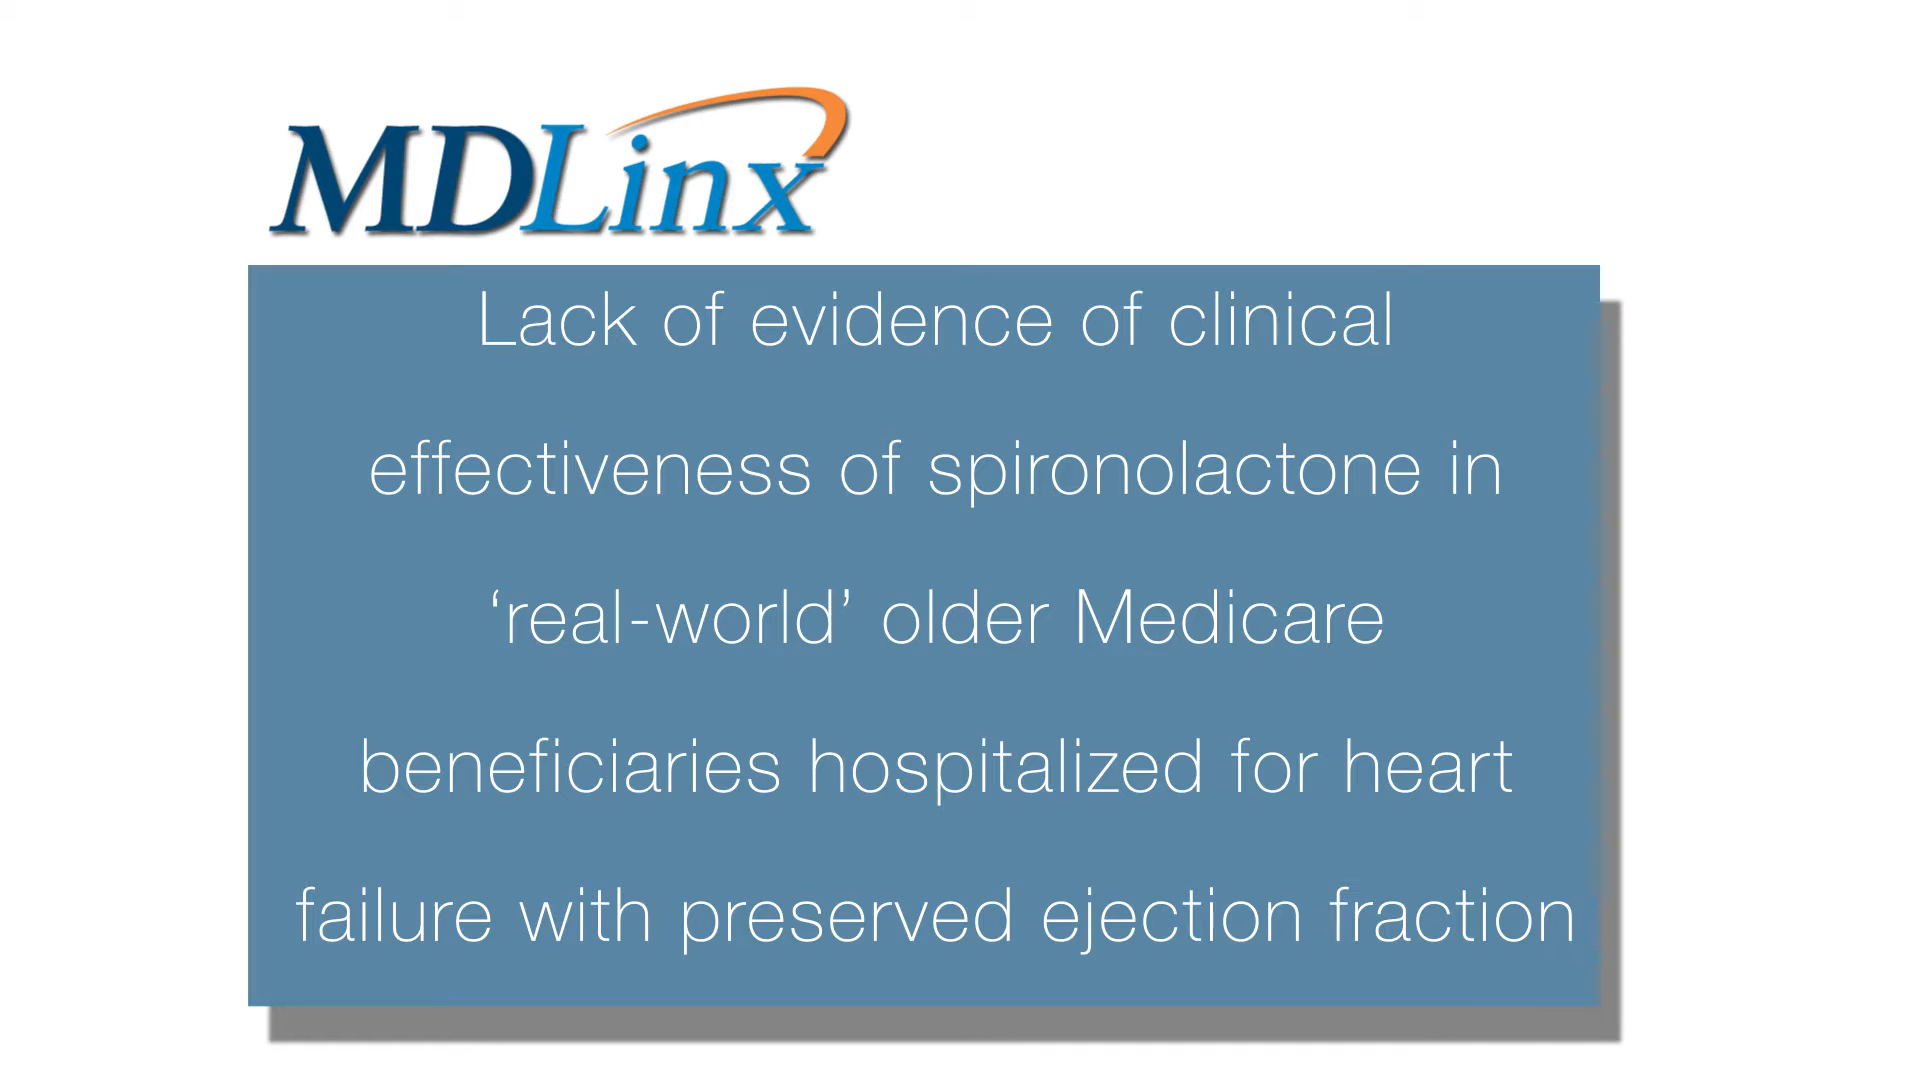 MDLinx
Lack of evidence of clinical
effectiveness of spironolactone in
‘real-world’ older Medicare
beneficiaries hospitalized for heart
failure with preserved ejection fraction